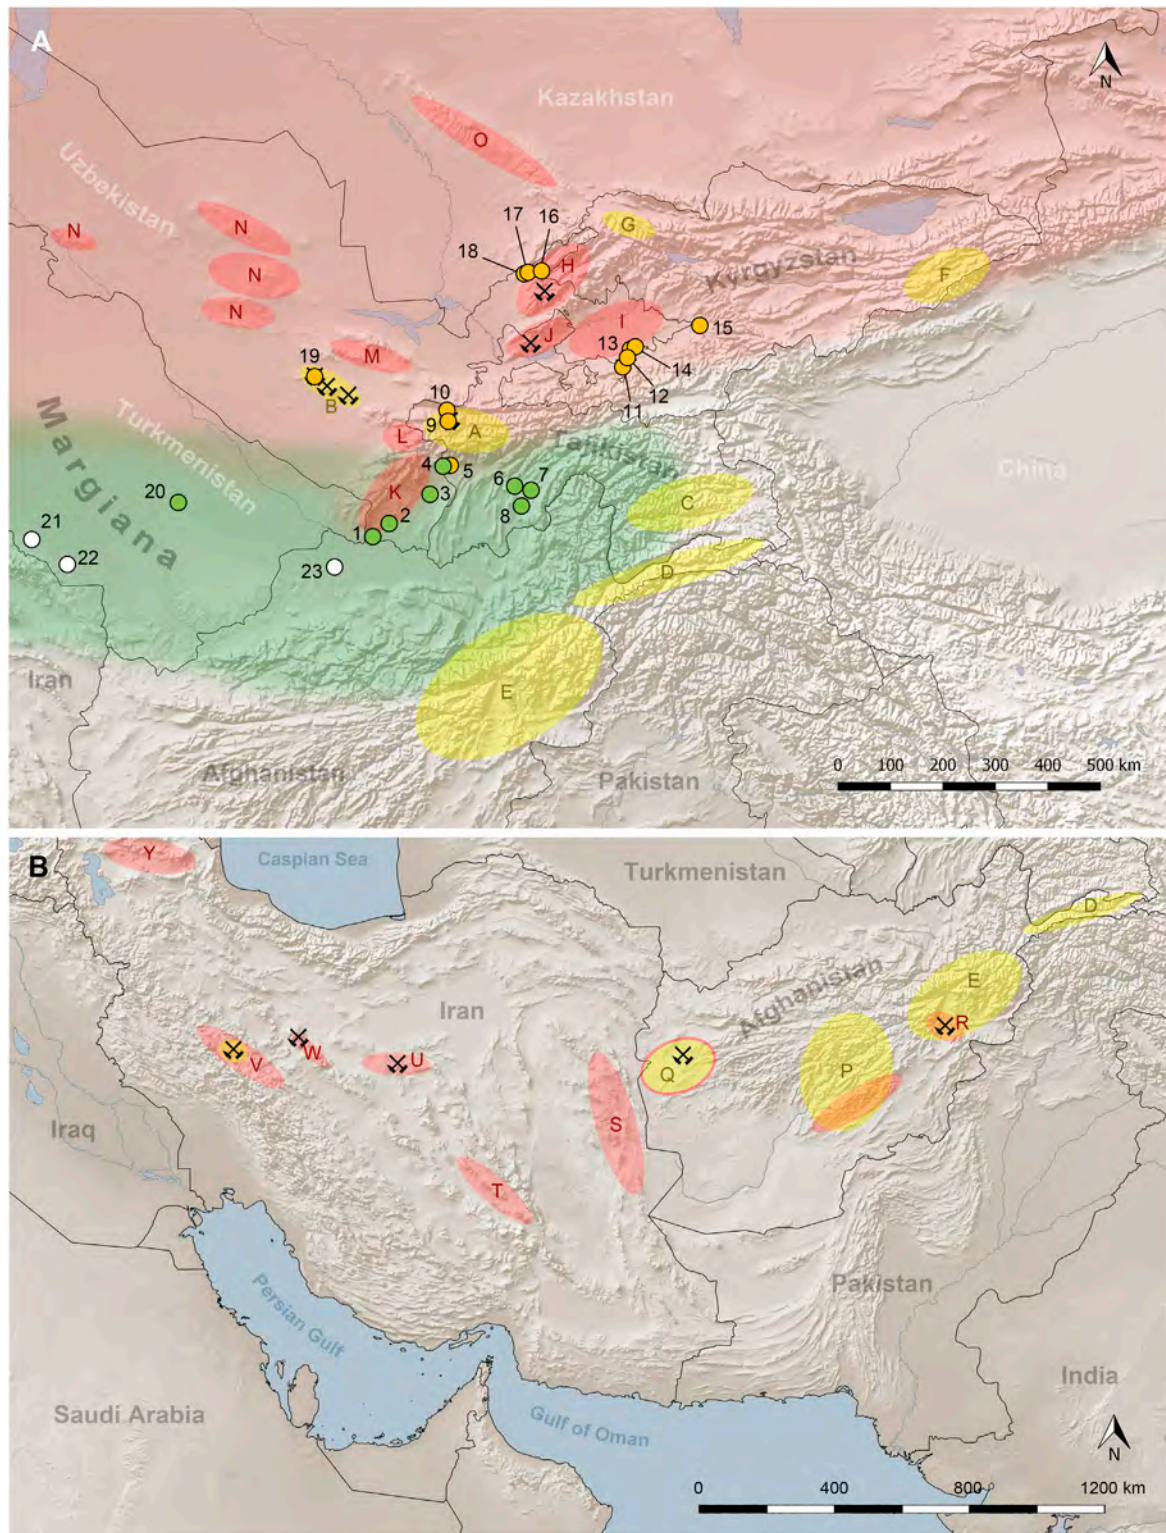 A
N
Kazakhstan
O
Uzbekistan
N
N
N
N
G
17
16
18
H
Kyrgyzstan
F
I
J
15
13
14
12
11
M
19
B
10
9
A
L
Margiana
Turkmenistan
Tajikistan
China
4
5
K
6
7
3
8
2
1
20
21
22
23
C
D
E
Iran
Afghanistan
Pakistan
0 100 200 300 400 500 km
B
Y
Caspian Sea
Turkmenistan
D
Iran
Afghanistan
E
R
W
V
U
Q
P
S
Iraq
T
Pakistan
Persian Gulf
India
Saudi Arabia
Gulf of Oman
N
0 400 800 1200 km